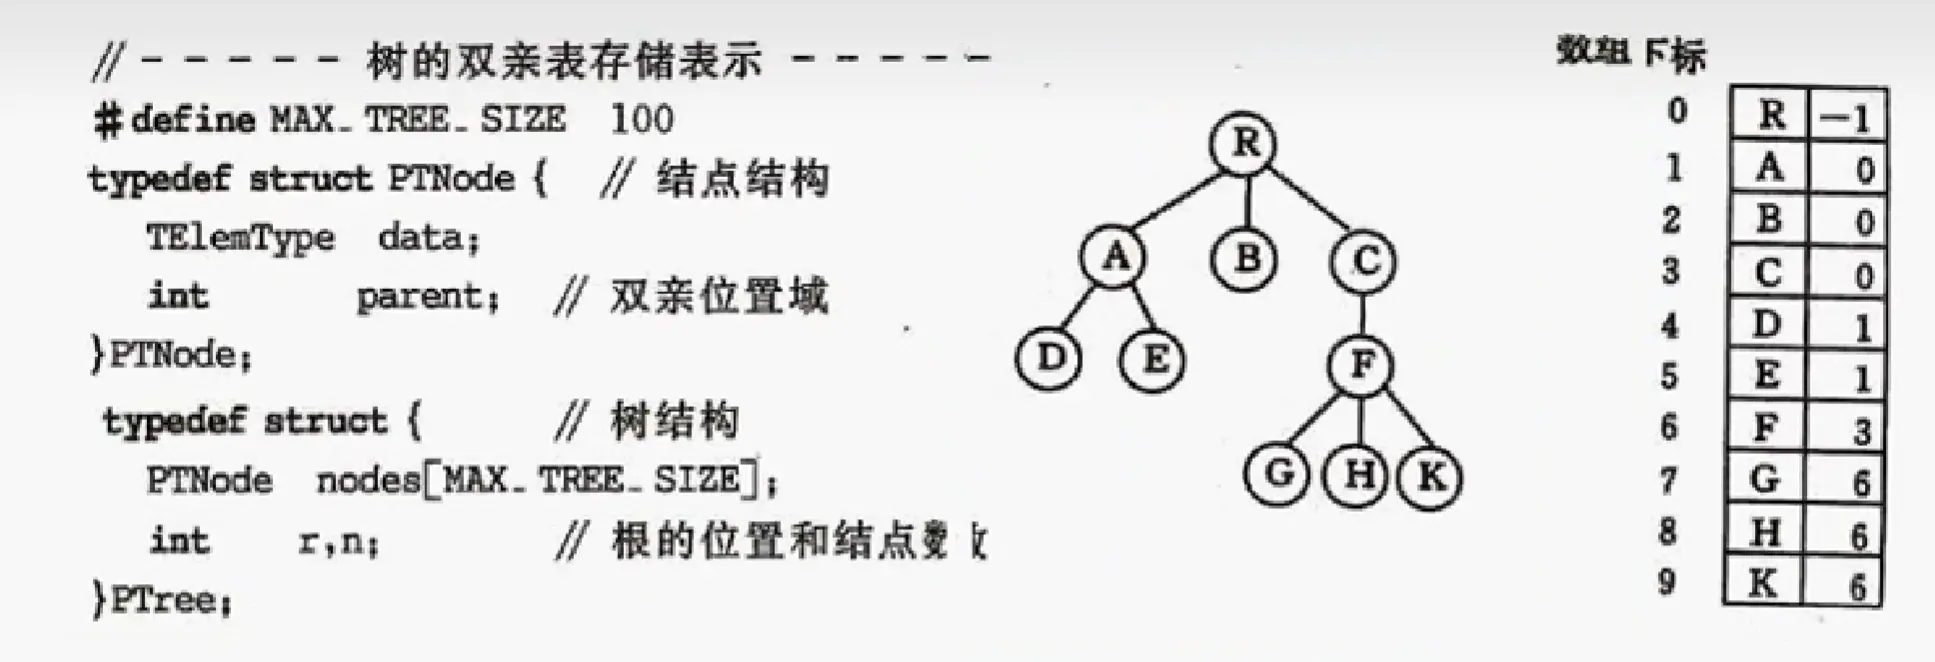 // - - - - - 树的双亲表存储表示 - - - - -
#define MAX_TREE_SIZE 100
typedef struct PTNode { // 结点结构
TElemType data;
int parent; // 双亲位置域
}PTNode;
typedef struct { // 树结构
PTNode nodes[MAX_TREE_SIZE];
int r,n; // 根的位置和结点数
}PTree;
R
A B C
D E F
G H K
数组下标
0 R -1
1 A 0
2 B 0
3 C 0
4 D 1
5 E 1
6 F 3
7 G 6
8 H 6
9 K 6